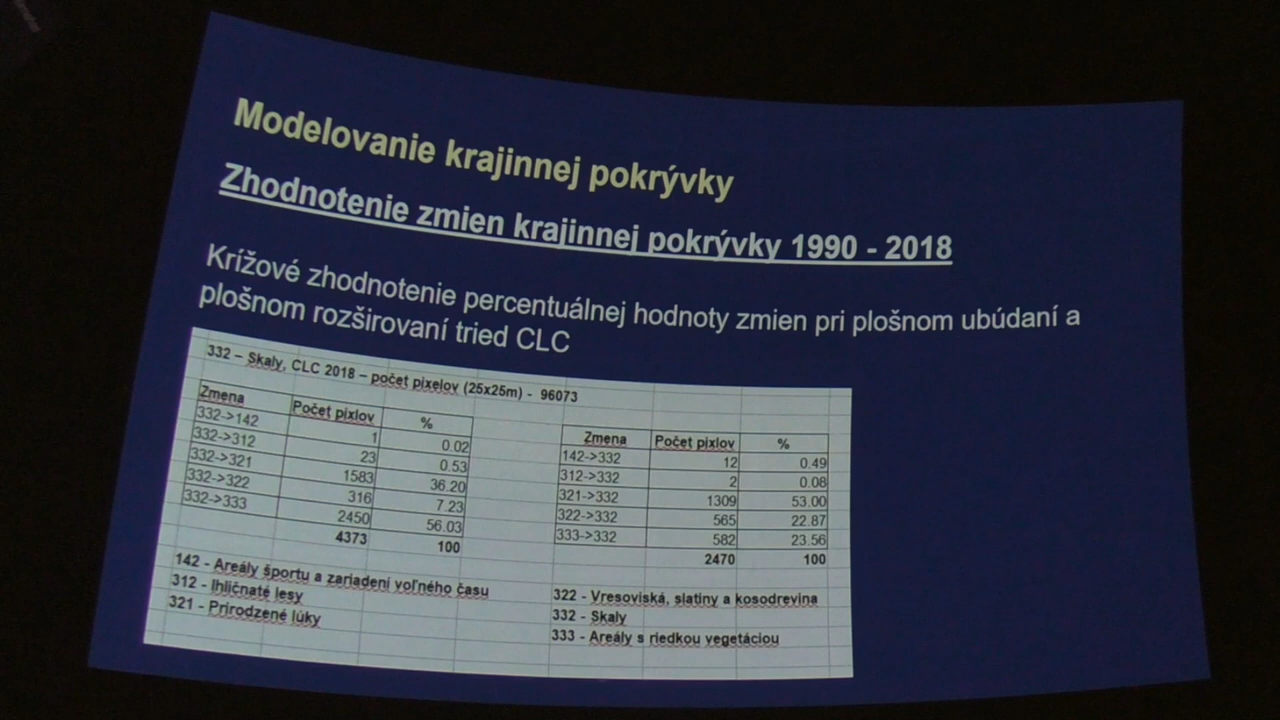 Modelovanie krajinnej pokrývky
Zhodnotenie zmien krajinnej pokrývky 1990 - 2018
Krížové zhodnotenie percentuálnej hodnoty zmien pri plošnom ubúdaní a
plošnom rozširovaní tried CLC
332 – Skaly, CLC 2018 – počet pixelov (25x25m) - 96073
Zmena Počet pixlov %
332->142 1 0.02
332->312 23 0.53
332->321 1583 36.20
332->322 316 7.23
332->333 2450 56.03
4373 100
Zmena Počet pixlov %
142->332 12 0.49
312->332 2 0.08
321->332 1309 53.00
322->332 565 22.87
333->332 582 23.56
2470 100
142 - Areály športu a zariadení voľného času
312 - Ihličnaté lesy
321 - Prirodzené lúky
322 - Vresoviská, slatiny a kosodrevina
332 - Skaly
333 - Areály s riedkou vegetáciou